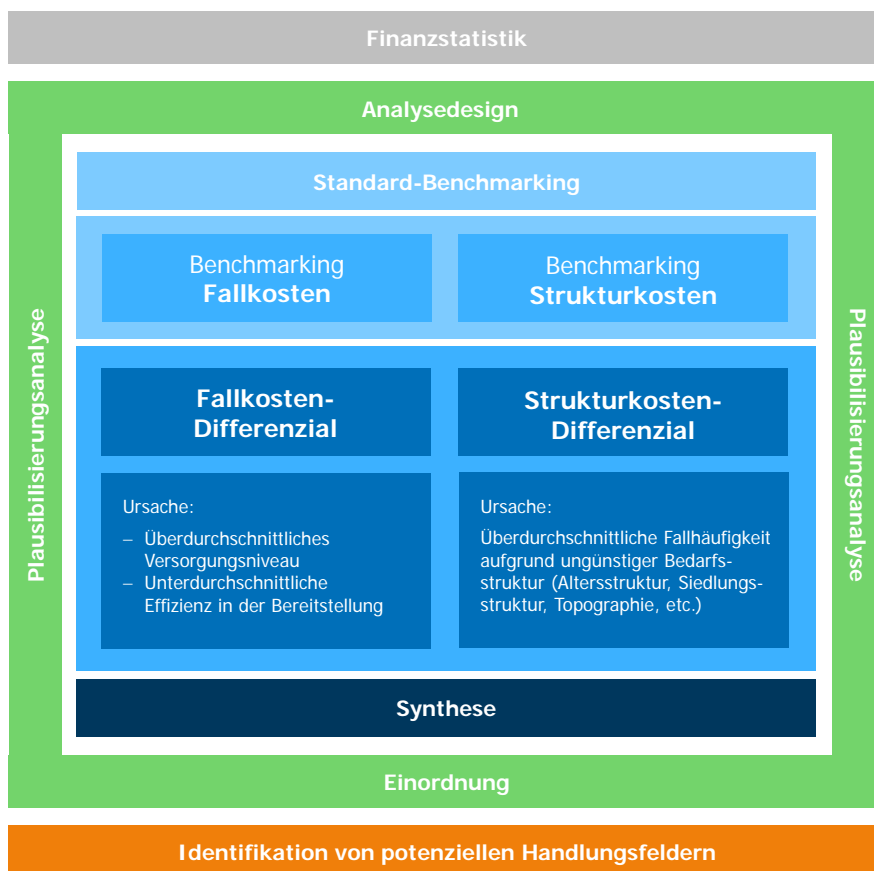 Finanzstatistik
Analysedesign
Plausibilisierungsanalyse
Standard-Benchmarking
Benchmarking
Fallkosten
Benchmarking
Strukturkosten
Fallkosten-
Differenzial
Strukturkosten-
Differenzial
Ursache:
– Überdurchschnittliches
Versorgungsniveau
– Unterdurchschnittliche
Effizienz in der Bereitstellung
Ursache:
Überdurchschnittliche Fallhäufigkeit
aufgrund ungünstiger Bedarfs-
struktur (Altersstruktur, Siedlungs-
struktur, Topographie, etc.)
Synthese
Plausibilisierungsanalyse
Einordnung
Identifikation von potenziellen Handlungsfeldern